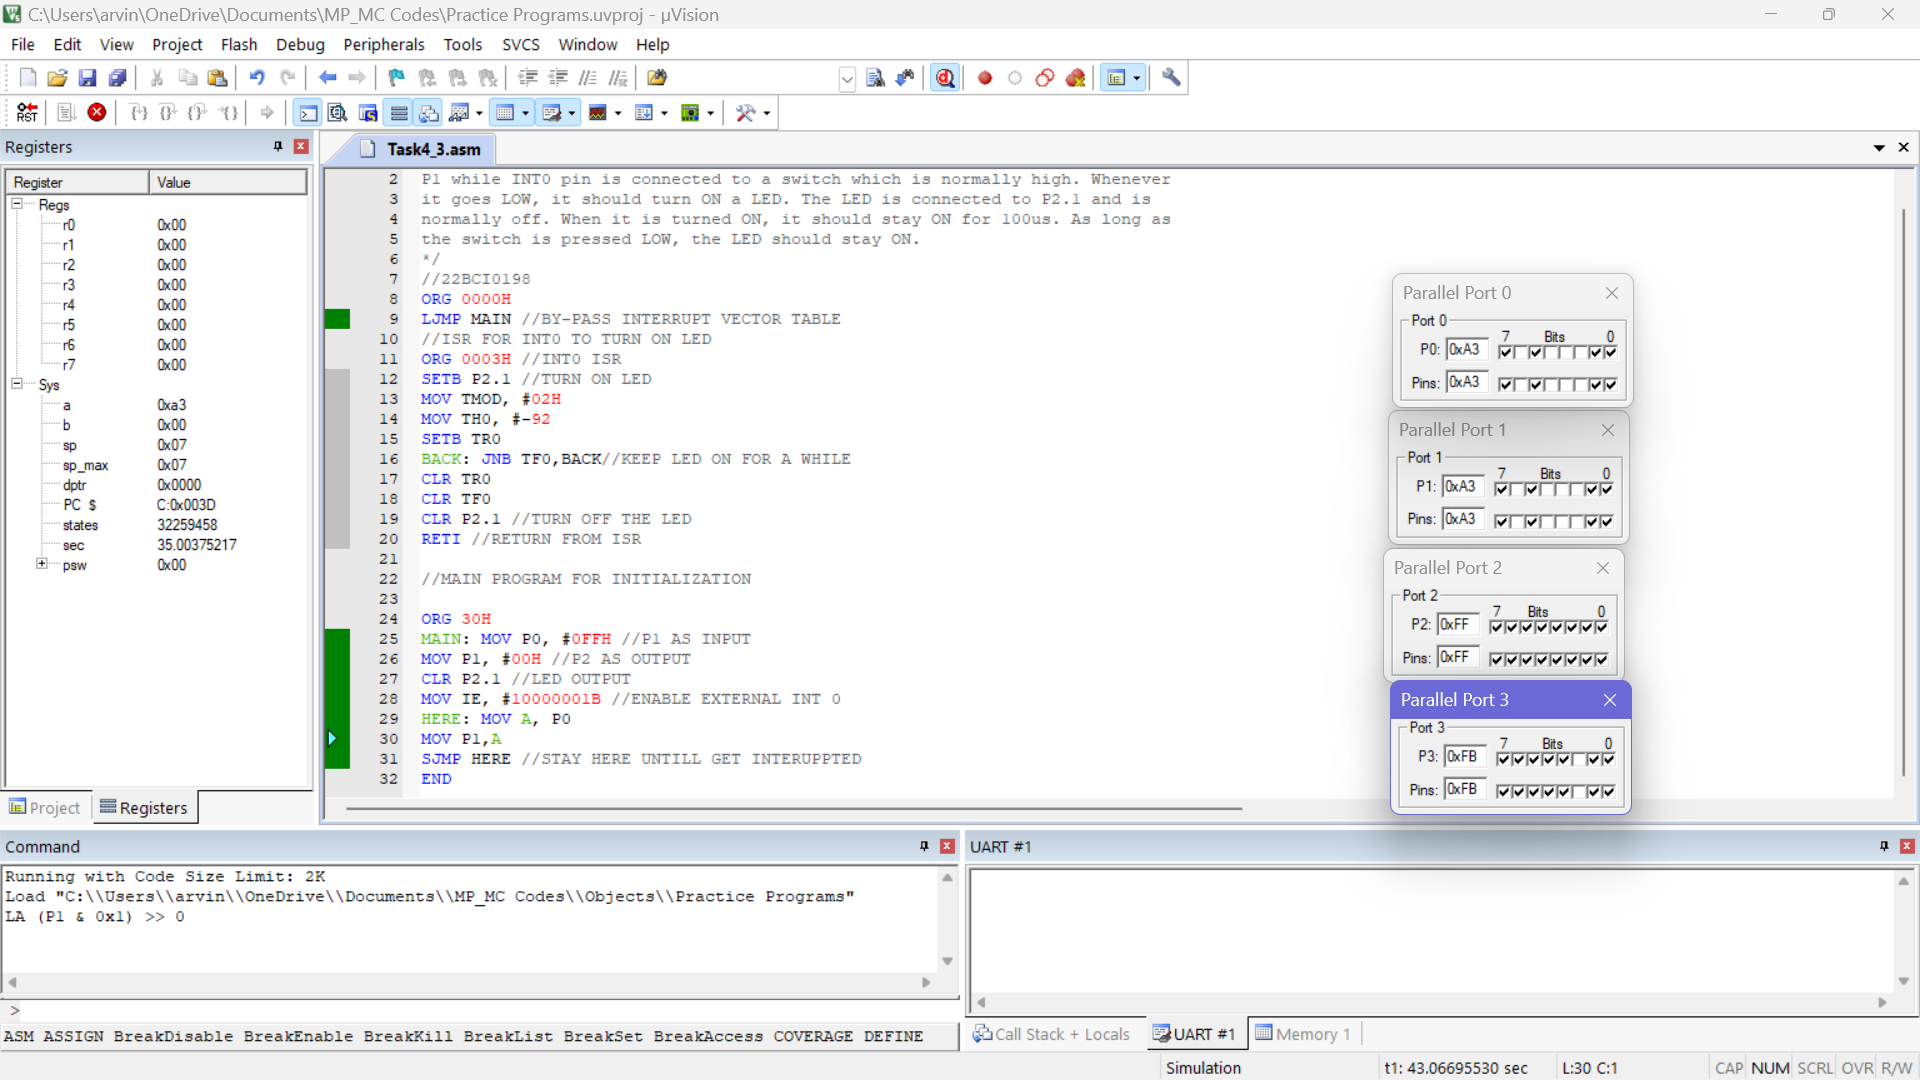 C:\Users\arvin\OneDrive\Documents\MP_MC Codes\Practice Programs.uvproj - µVision
File Edit View Project Flash Debug Peripherals Tools SVCS Window Help
RST
Registers
Register Value
Regs
r0 0x00
r1 0x00
r2 0x00
r3 0x00
r4 0x00
r5 0x00
r6 0x00
r7 0x00
Sys
a 0xa3
b 0x00
sp 0x07
sp_max 0x07
dptr 0x0000
PC $ C:0x003D
states 32259458
sec 35.00375217
psw 0x00
Project Registers
Task4_3.asm
2 P1 while INT0 pin is connected to a switch which is normally high. Whenever
3 it goes LOW, it should turn ON a LED. The LED is connected to P2.1 and is
4 normally off. When it is turned ON, it should stay ON for 100us. As long as
5 the switch is pressed LOW, the LED should stay ON.
6 */
7 //22BCI0198
8 ORG 0000H
9 LJMP MAIN //BY-PASS INTERRUPT VECTOR TABLE
10 //ISR FOR INT0 TO TURN ON LED
11 ORG 0003H //INT0 ISR
12 SETB P2.1 //TURN ON LED
13 MOV TMOD, #02H
14 MOV TH0, #-92
15 SETB TR0
16 BACK: JNB TF0,BACK//KEEP LED ON FOR A WHILE
17 CLR TR0
18 CLR TF0
19 CLR P2.1 //TURN OFF THE LED
20 RETI //RETURN FROM ISR
21
22 //MAIN PROGRAM FOR INITIALIZATION
23
24 ORG 30H
25 MAIN: MOV P0, #0FFH //P1 AS INPUT
26 MOV P1, #00H //P2 AS OUTPUT
27 CLR P2.1 //LED OUTPUT
28 MOV IE, #10000001B //ENABLE EXTERNAL INT 0
29 HERE: MOV A, P0
30 MOV P1,A
31 SJMP HERE //STAY HERE UNTILL GET INTERUPPTED
32 END
Parallel Port 0
Port 0
7 Bits 0
P0: 0xA3
Pins: 0xA3
Parallel Port 1
Port 1
7 Bits 0
P1: 0xA3
Pins: 0xA3
Parallel Port 2
Port 2
7 Bits 0
P2: 0xFF
Pins: 0xFF
Parallel Port 3
Port 3
7 Bits 0
P3: 0xFB
Pins: 0xFB
Command
Running with Code Size Limit: 2K
Load "C:\\Users\\arvin\\OneDrive\\Documents\\MP_MC Codes\\Objects\\Practice Programs"
LA (P1 & 0x1) >> 0
>
ASM ASSIGN BreakDisable BreakEnable BreakKill BreakList BreakSet BreakAccess COVERAGE DEFINE
UART #1
Call Stack + Locals UART #1 Memory 1
Simulation t1: 43.06695530 sec L:30 C:1 CAP NUM SCRL OVR R/W